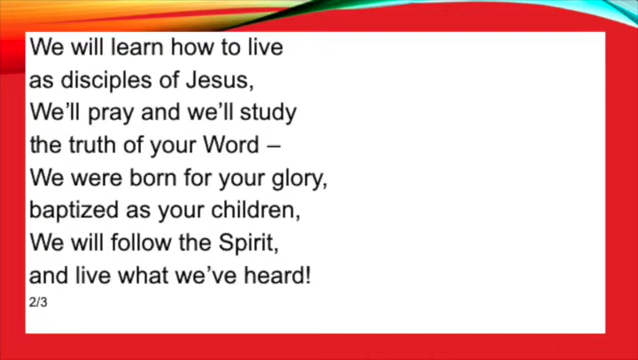 We will learn how to live
as disciples of Jesus,
We’ll pray and we’ll study
the truth of your Word –
We were born for your glory,
baptized as your children,
We will follow the Spirit,
and live what we’ve heard!
2/3